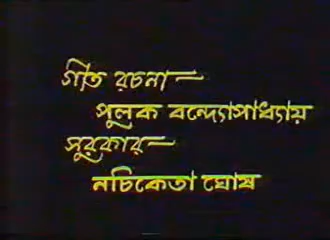 গীত রচনা—
পুলক বন্দ্যোপাধ্যায়
সুরকার—
নচিকেতা ঘোষ